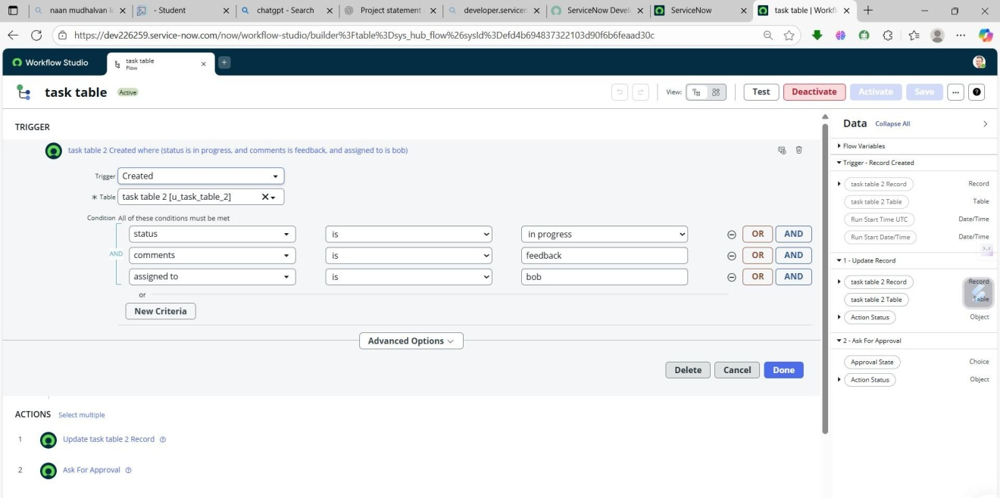 naan mudhalvan lo
- Student
chatgpt - Search
Project statement
developer.servicen
ServiceNow Devel
ServiceNow
task table | Workfl
https://dev226259.service-now.com/now/workflow-studio/builder%3Ftable%3Dsys_hub_flow%26sysId%3Defd4b694837322103d90f6b6feaad30c
Workflow Studio
task table
Flow
task table Active
View:
Test
Deactivate
Activate
Save
TRIGGER
task table 2 Created where (status is in progress, and comments is feedback, and assigned to is bob)
Trigger Created
* Table task table 2 [u_task_table_2]
Condition All of these conditions must be met
status is in progress OR AND
AND
comments is feedback OR AND
assigned to is bob OR AND
or
New Criteria
Advanced Options
Delete Cancel Done
ACTIONS Select multiple
1 Update task table 2 Record
2 Ask For Approval
Data Collapse All
Flow Variables
Trigger - Record Created
task table 2 Record Record
task table 2 Table Table
Run Start Time UTC Date/Time
Run Start Date/Time Date/Time
1 - Update Record
task table 2 Record Record
task table 2 Table Table
Action Status Object
2 - Ask For Approval
Approval State Choice
Action Status Object